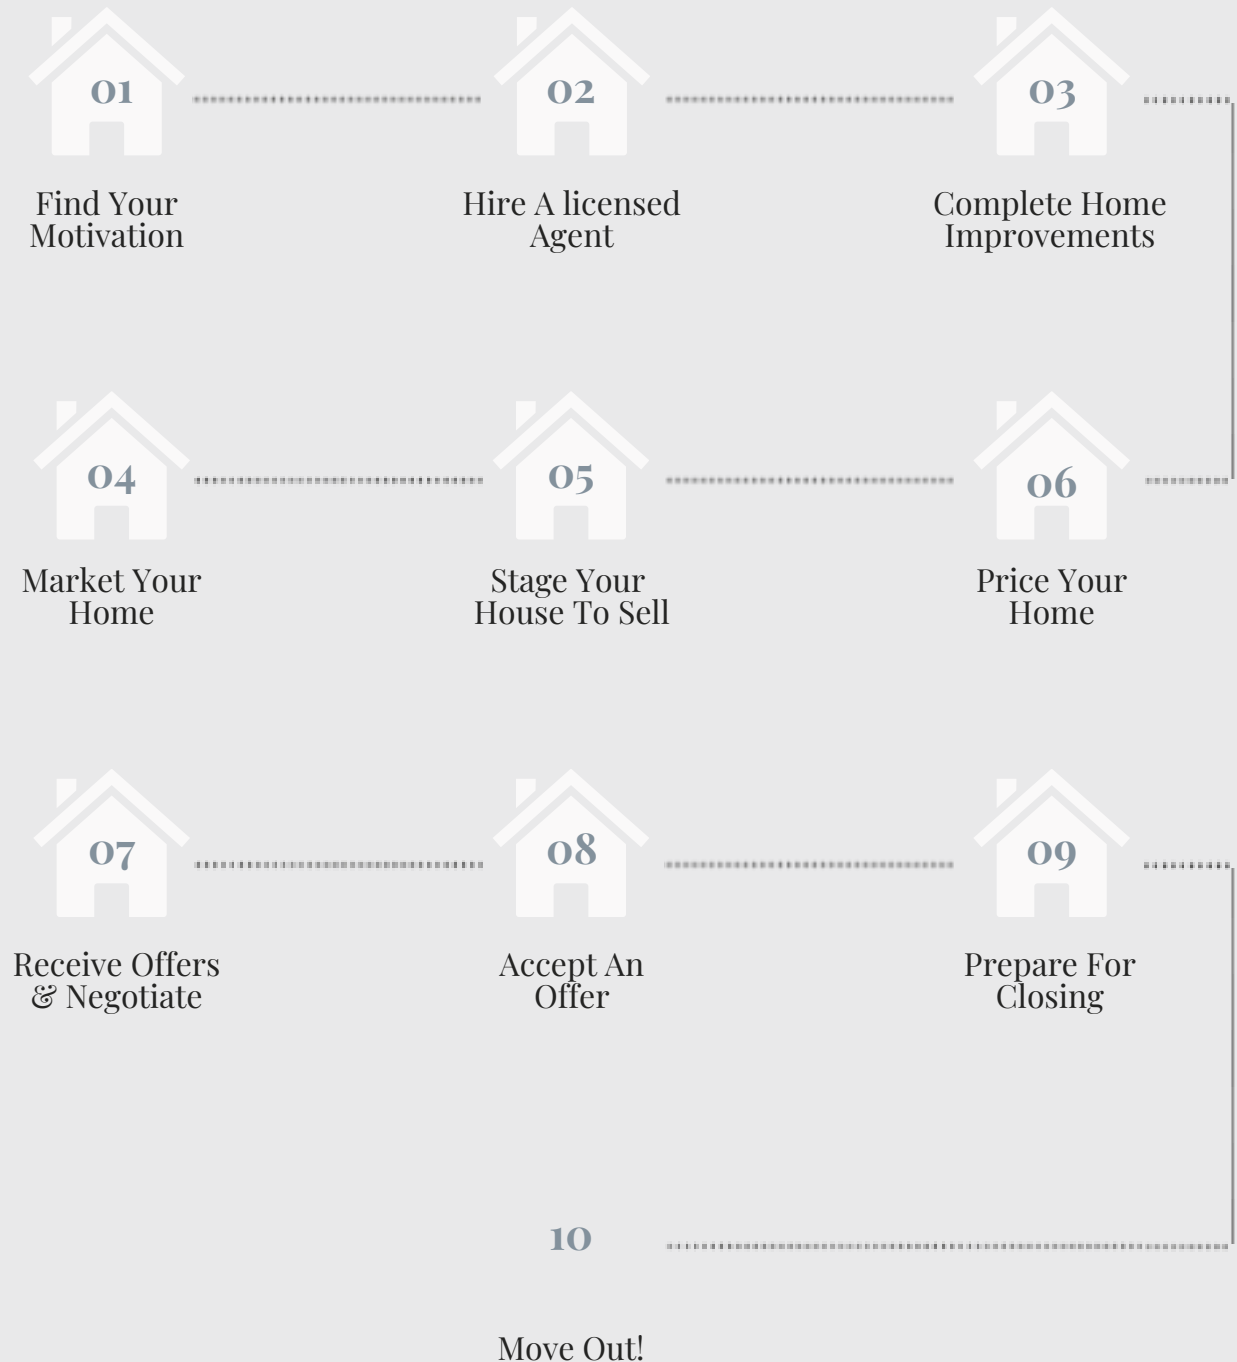 01
Find Your
Motivation
02
Hire A licensed
Agent
03
Complete Home
Improvements
04
Market Your
Home
05
Stage Your
House To Sell
06
Price Your
Home
07
Receive Offers
& Negotiate
08
Accept An
Offer
09
Prepare For
Closing
10
Move Out!